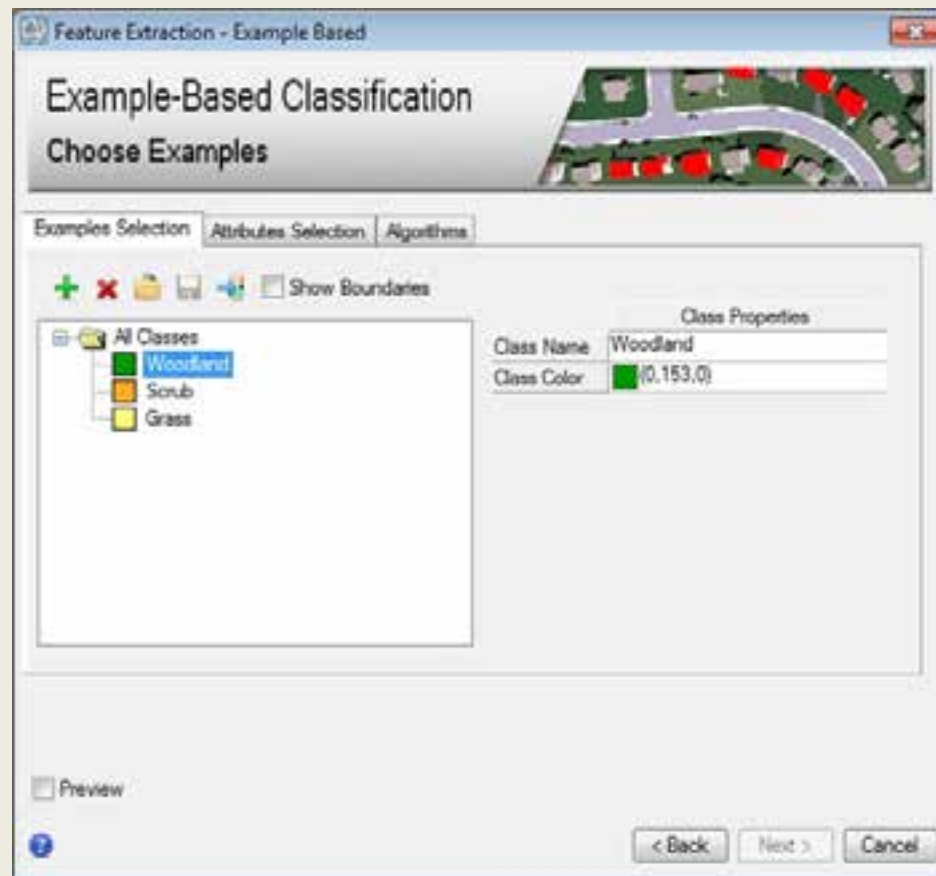 Feature Extraction - Example Based
Example-Based Classification
Choose Examples
Examples Selection Attributes Selection Algorithms
Show Boundaries
All Classes
Woodland
Scrub
Grass
Class Properties
Class Name Woodland
Class Color (0,153,0)
Preview
< Back Next > Cancel